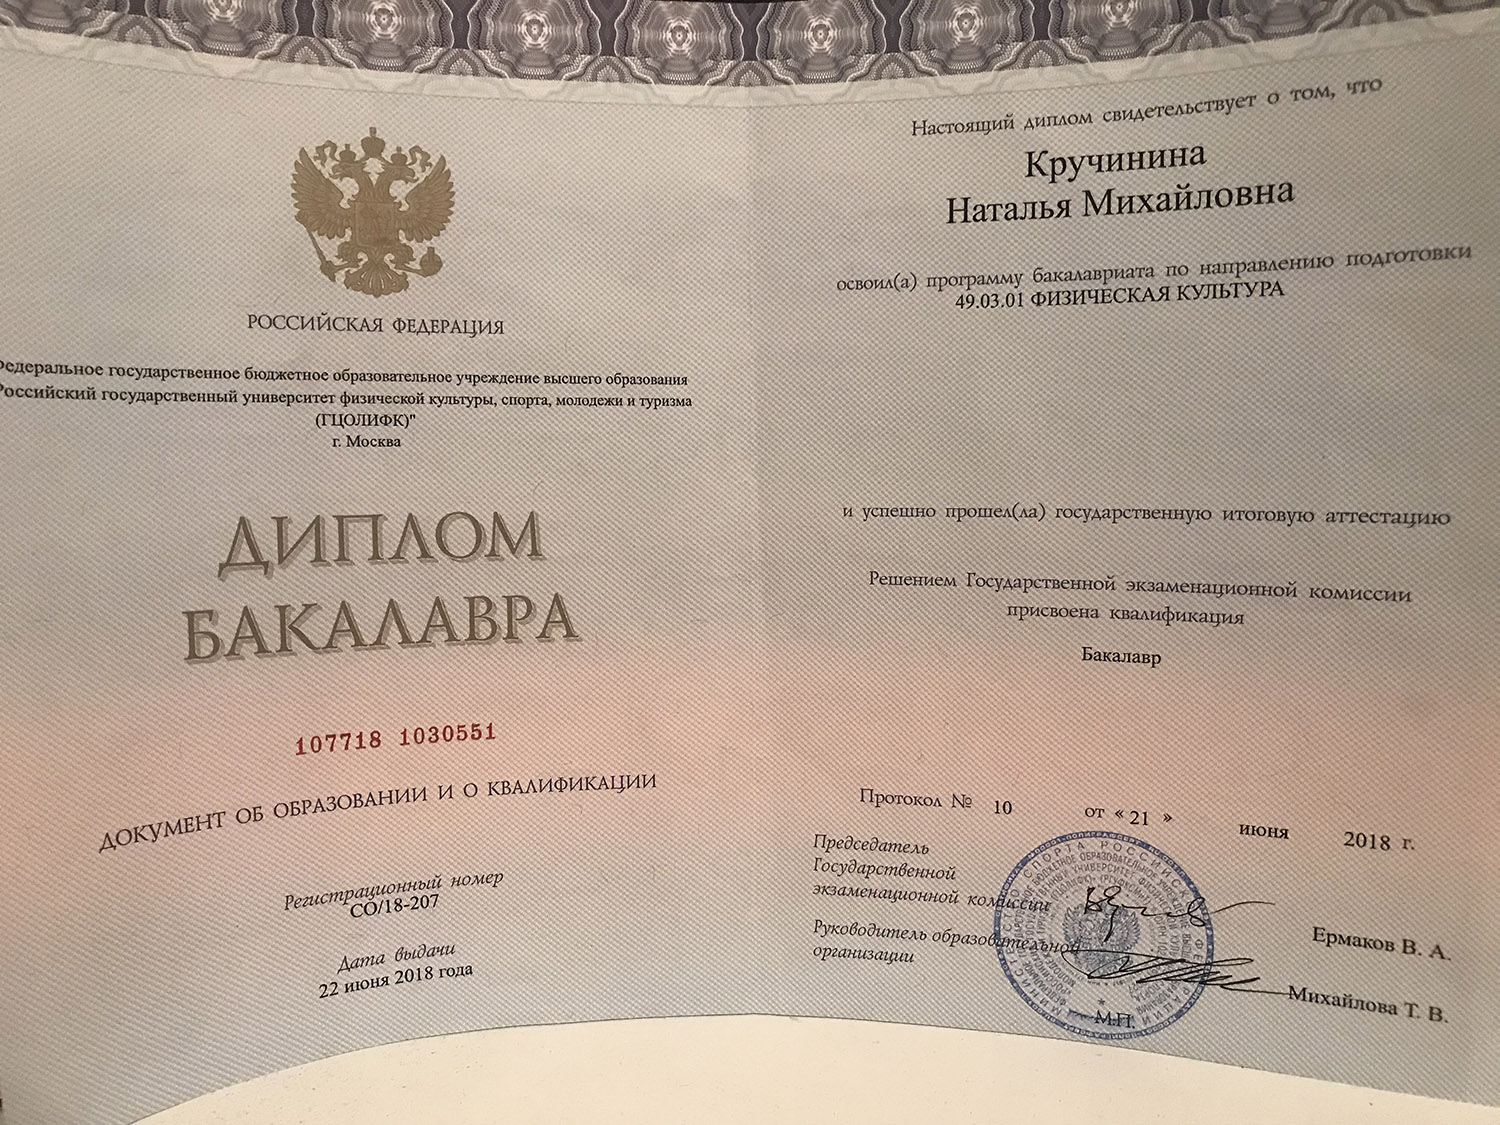 РОССИЙСКАЯ ФЕДЕРАЦИЯ
Федеральное государственное бюджетное образовательное учреждение высшего образования
Российский государственный университет физической культуры, спорта, молодежи и туризма
(ГЦОЛИФК)"
г. Москва
ДИПЛОМ
БАКАЛАВРА
107718 1030551
ДОКУМЕНТ ОБ ОБРАЗОВАНИИ И О КВАЛИФИКАЦИИ
Регистрационный номер
СО/18-207
Дата выдачи
22 июня 2018 года
Настоящий диплом свидетельствует о том, что
Кручинина
Наталья Михайловна
освоил(а) программу бакалавриата по направлению подготовки
49.03.01 ФИЗИЧЕСКАЯ КУЛЬТУРА
и успешно прошел(ла) государственную итоговую аттестацию
Решением Государственной экзаменационной комиссии
присвоена квалификация
Бакалавр
Протокол № 10 от « 21 » июня 2018 г.
Председатель
Государственной
экзаменационной комиссии
Ермаков В. А.
Руководитель образовательной
организации
Михайлова Т. В.
М.П.